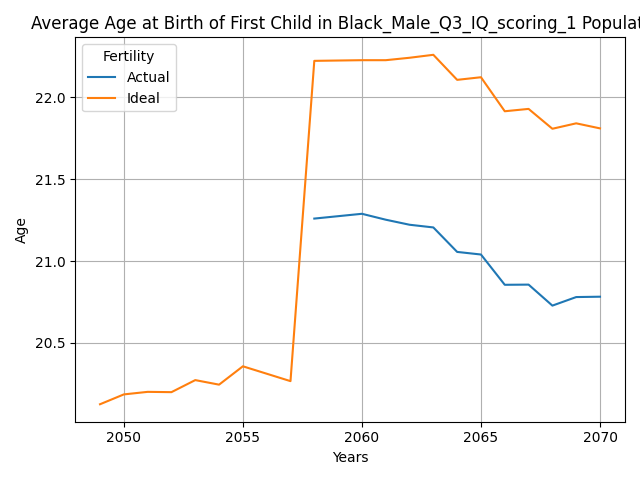 Average Age at Birth of First Child in Black_Male_Q3_IQ_scoring_1 Populat
Fertility
Actual
Ideal
22.0
21.5
21.0
20.5
Age
2050 2055 2060 2065 2070
Years